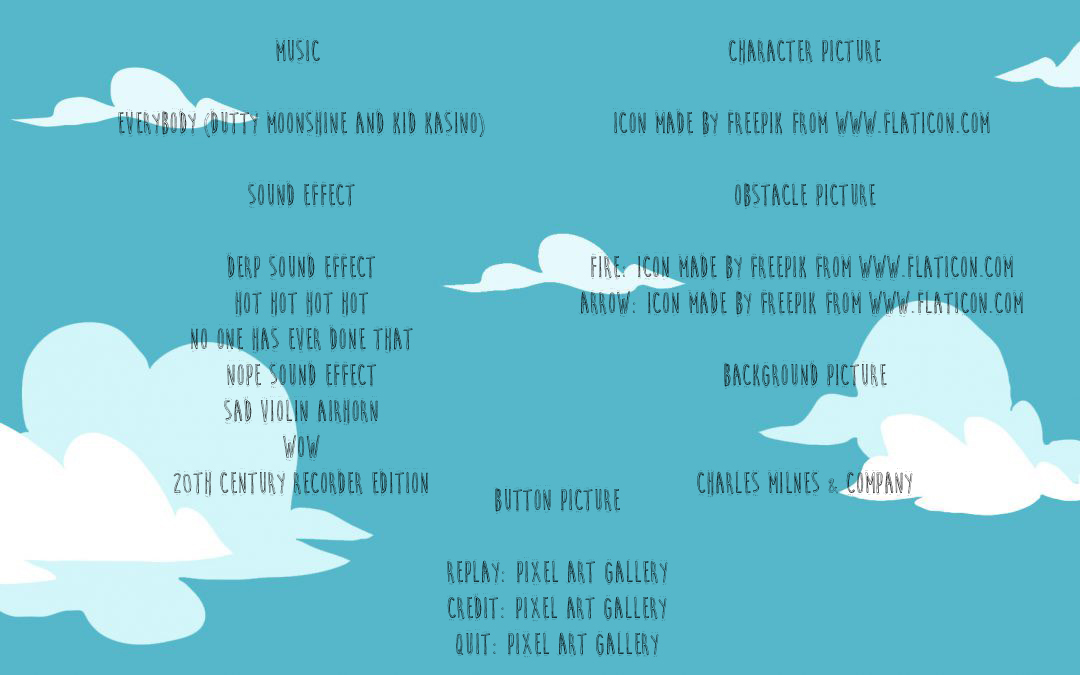 MUSIC
EVERYBODY (DUTTY MOONSHINE AND KID KASINO)
SOUND EFFECT
DERP SOUND EFFECT
HOT HOT HOT HOT
NO ONE HAS EVER DONE THAT
NOPE SOUND EFFECT
SAD VIOLIN AIRHORN
WOW
20TH CENTURY RECORDER EDITION
CHARACTER PICTURE
ICON MADE BY FREEPIK FROM WWW.FLATICON.COM
OBSTACLE PICTURE
FIRE: ICON MADE BY FREEPIK FROM WWW.FLATICON.COM
ARROW: ICON MADE BY FREEPIK FROM WWW.FLATICON.COM
BACKGROUND PICTURE
CHARLES MILNES & COMPANY
BUTTON PICTURE
REPLAY: PIXEL ART GALLERY
CREDIT: PIXEL ART GALLERY
QUIT: PIXEL ART GALLERY